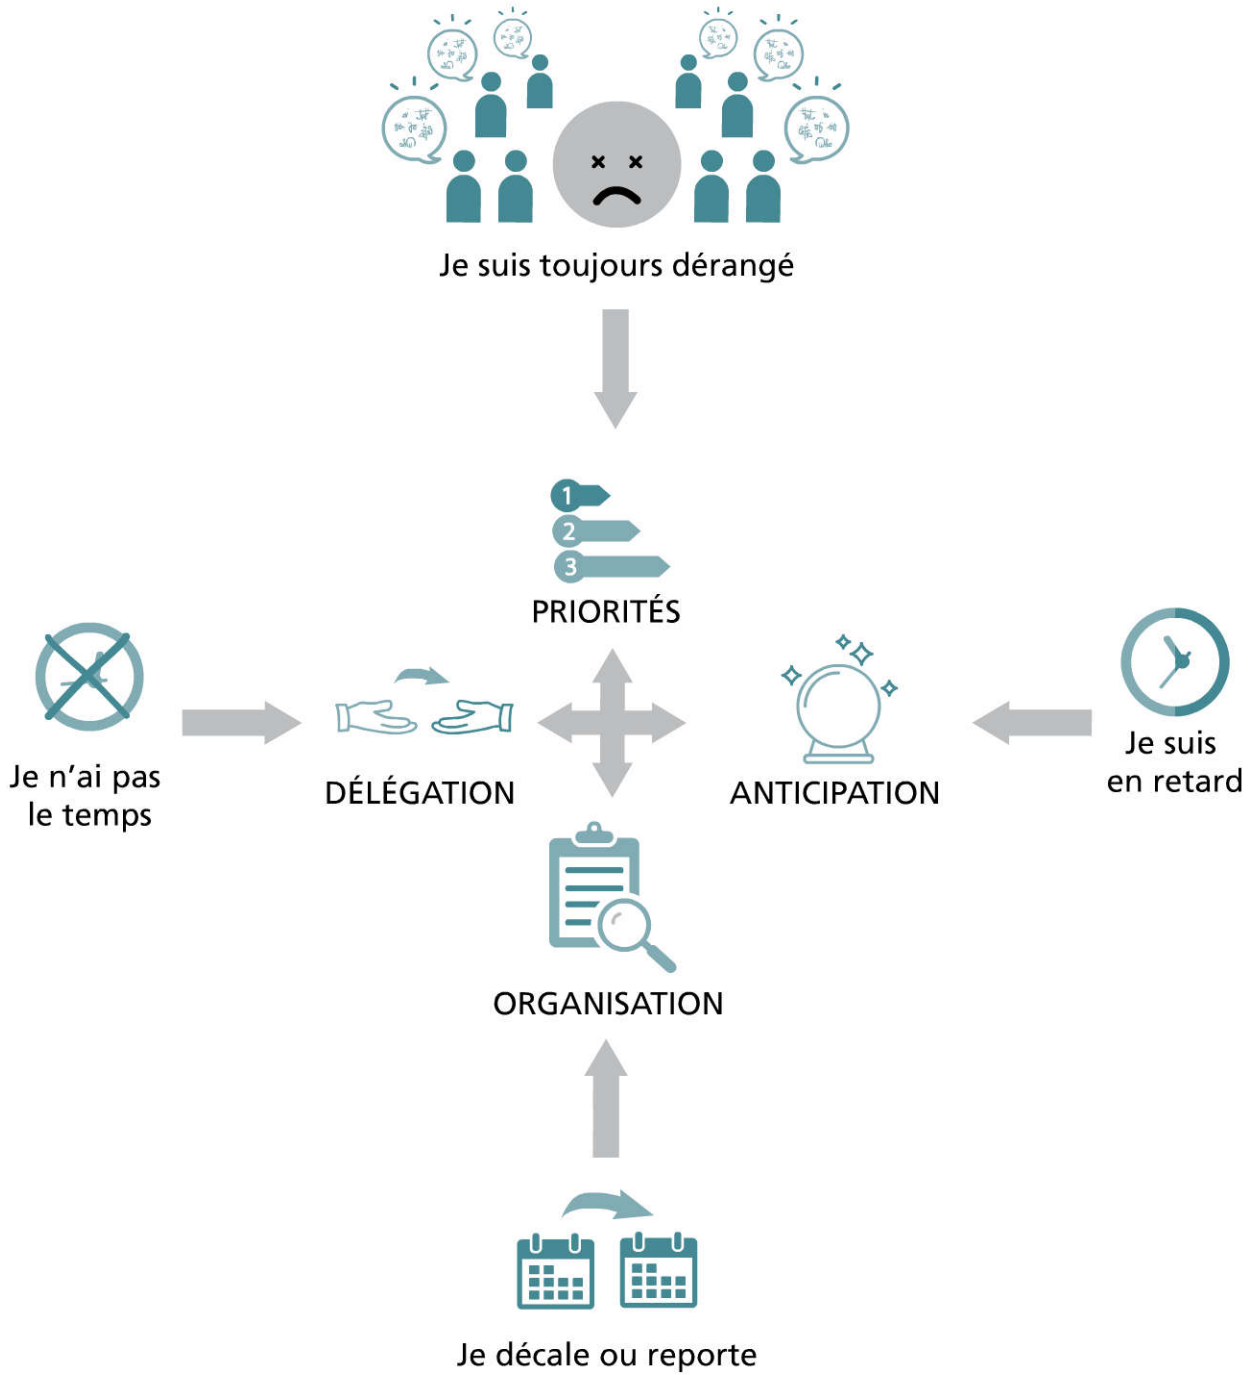 Je suis toujours dérangé
1
2
3
PRIORITÉS
Je n'ai pas
le temps
DÉLÉGATION
ANTICIPATION
Je suis
en retard
ORGANISATION
Je décale ou reporte